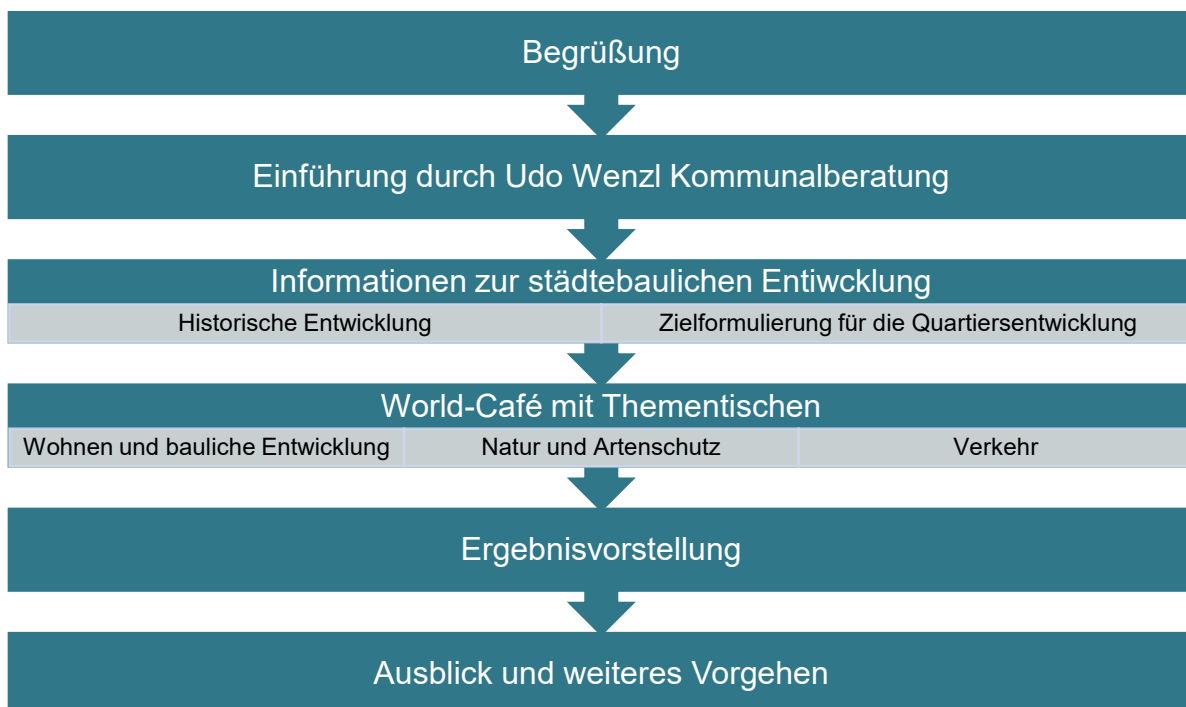 Begrüßung
Einführung durch Udo Wenzl Kommunalberatung
Informationen zur städtebaulichen Entiwcklung
Historische Entwicklung
Zielformulierung für die Quartiersentwicklung
World-Café mit Thementischen
Wohnen und bauliche Entwicklung
Natur und Artenschutz
Verkehr
Ergebnisvorstellung
Ausblick und weiteres Vorgehen